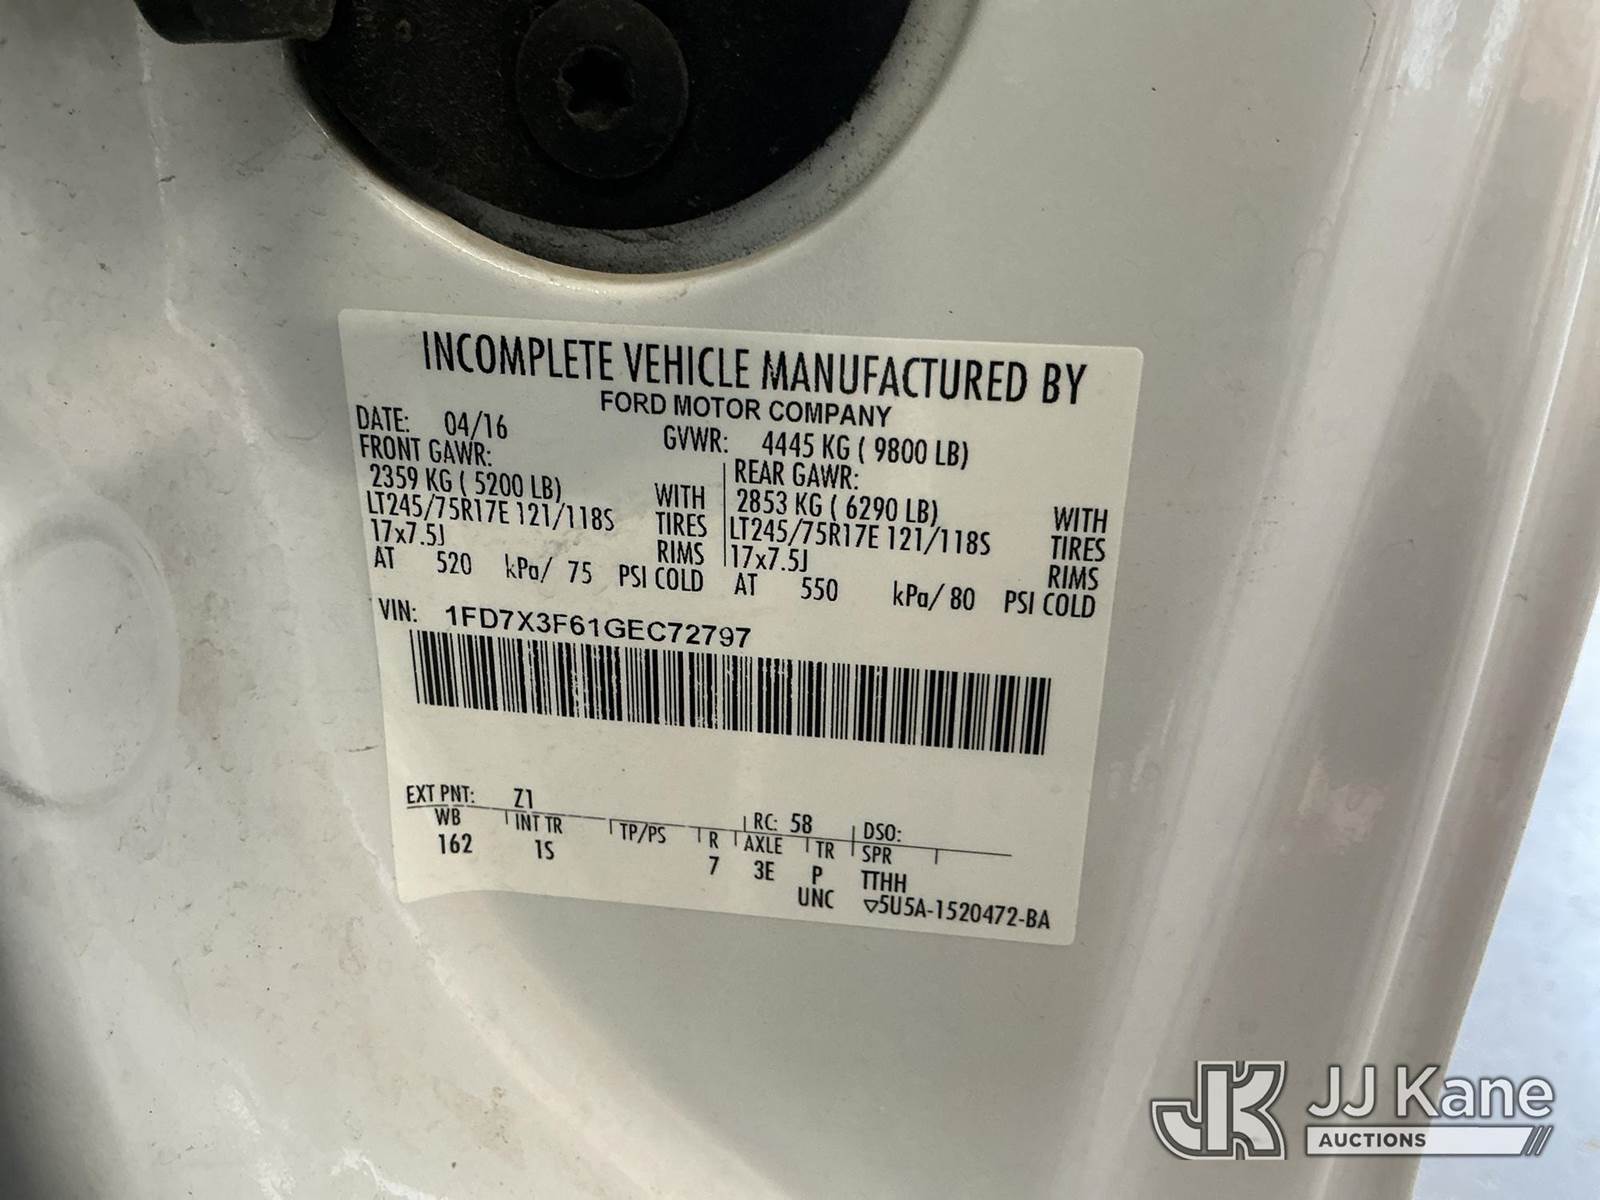 INCOMPLETE VEHICLE MANUFACTURED BY
FORD MOTOR COMPANY
DATE: 04/16 GVWR: 4445 KG ( 9800 LB)
FRONT GAWR: REAR GAWR:
2359 KG ( 5200 LB) WITH 2853 KG ( 6290 LB) WITH
LT245/75R17E 121/118S TIRES LT245/75R17E 121/118S TIRES
17x7.5J RIMS 17x7.5J RIMS
AT 520 kPa/ 75 PSI COLD AT 550 kPa/ 80 PSI COLD
VIN: 1FD7X3F61GEC72797
EXT PNT: Z1 RC: 58 DSO:
WB INT TR TP/PS R AXLE TR SPR
162 1S 7 3E P TTHH
UNC ▽5U5A-1520472-BA
JK JJ Kane
AUCTIONS